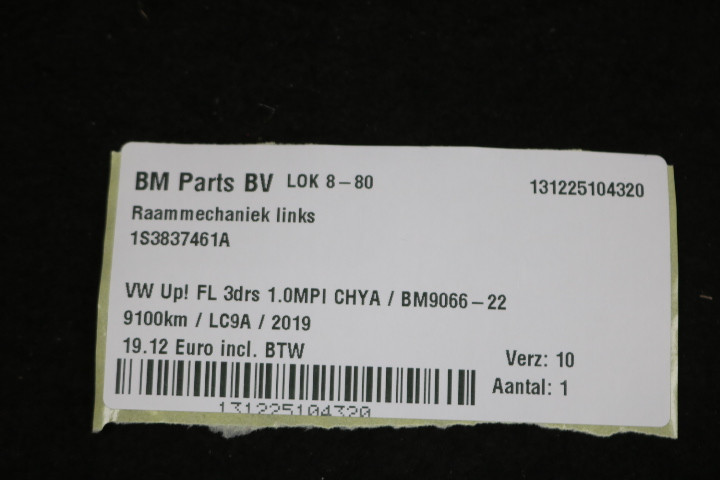 BM Parts BV LOK 8-80 131225104320
Raammechaniek links
1S3837461A
VW Up! FL 3drs 1.0MPI CHYA / BM9066-22
9100km / LC9A / 2019
19.12 Euro incl. BTW Verz: 10
Aantal: 1
131225104320